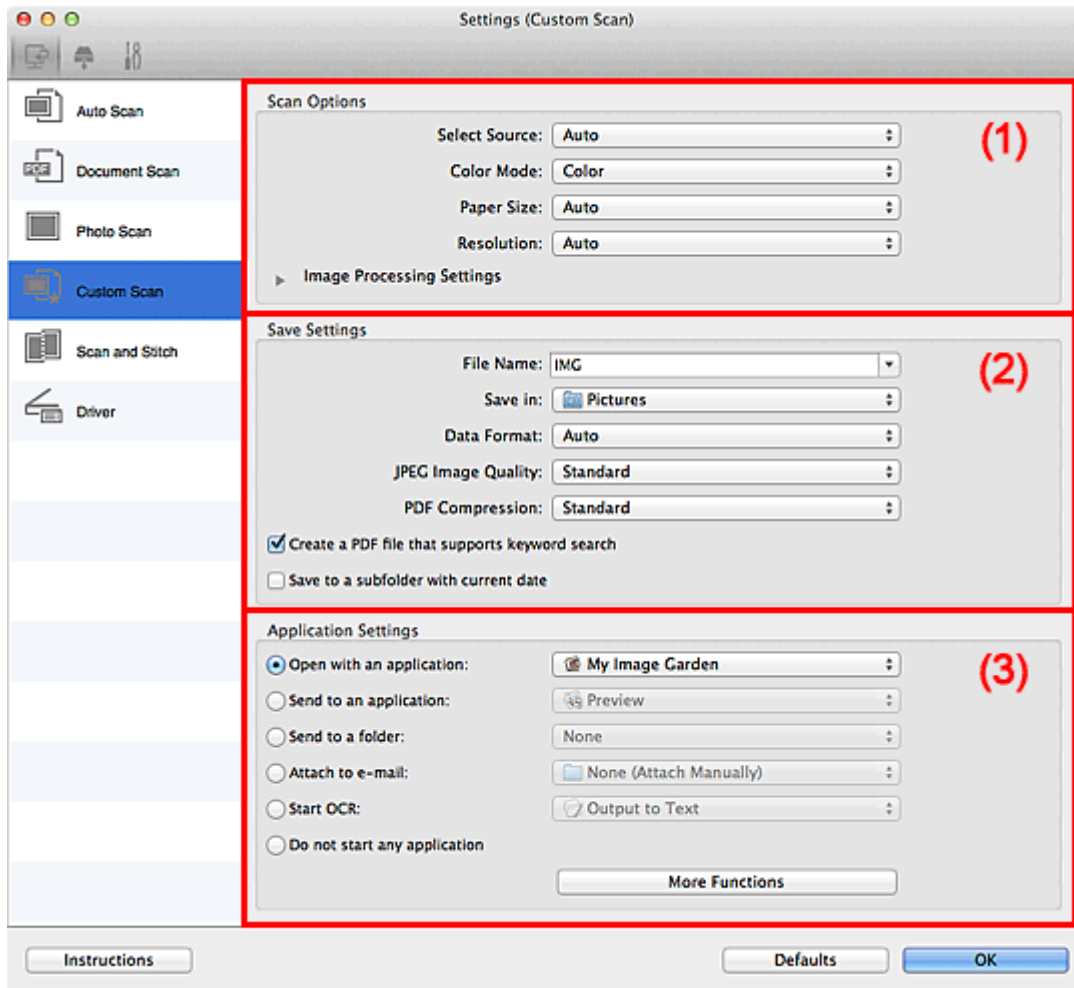 Settings (Custom Scan)
Auto Scan
PDF
Document Scan
Photo Scan
Custom Scan
Scan and Stitch
Driver
Scan Options
(1)
Select Source: Auto
Color Mode: Color
Paper Size: Auto
Resolution: Auto
Image Processing Settings
Save Settings
(2)
File Name: IMG
Save in: Pictures
Data Format: Auto
JPEG Image Quality: Standard
PDF Compression: Standard
Create a PDF file that supports keyword search
Save to a subfolder with current date
Application Settings
(3)
Open with an application: My Image Garden
Send to an application: Preview
Send to a folder: None
Attach to e-mail: None (Attach Manually)
Start OCR: Output to Text
Do not start any application
More Functions
Instructions
Defaults
OK